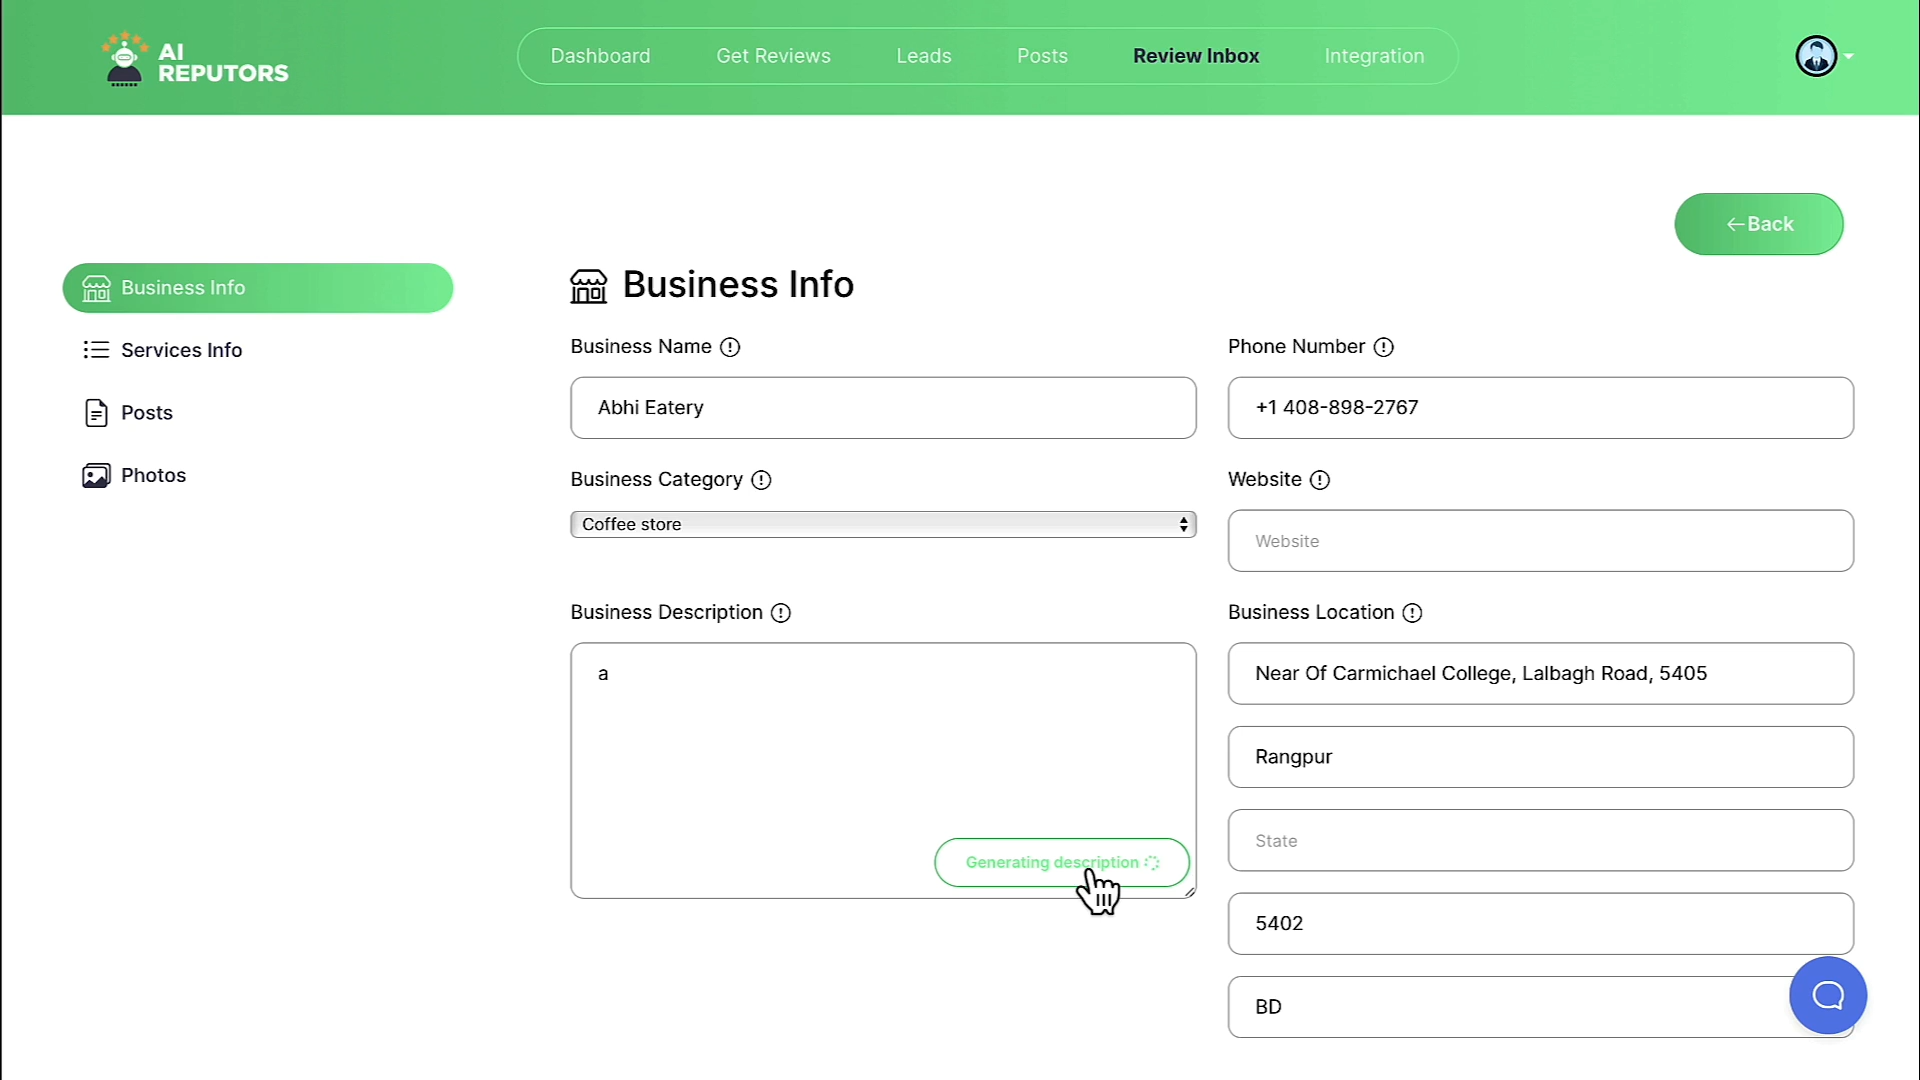 AI
REPUTORS
Dashboard
Get Reviews
Leads
Posts
Review Inbox
Integration
←Back
Business Info
Services Info
Posts
Photos
Business Info
Business Name
Abhi Eatery
Phone Number
+1 408-898-2767
Business Category
Coffee store
Website
Website
Business Description
a
Generating description
Business Location
Near Of Carmichael College, Lalbagh Road, 5405
Rangpur
State
5402
BD